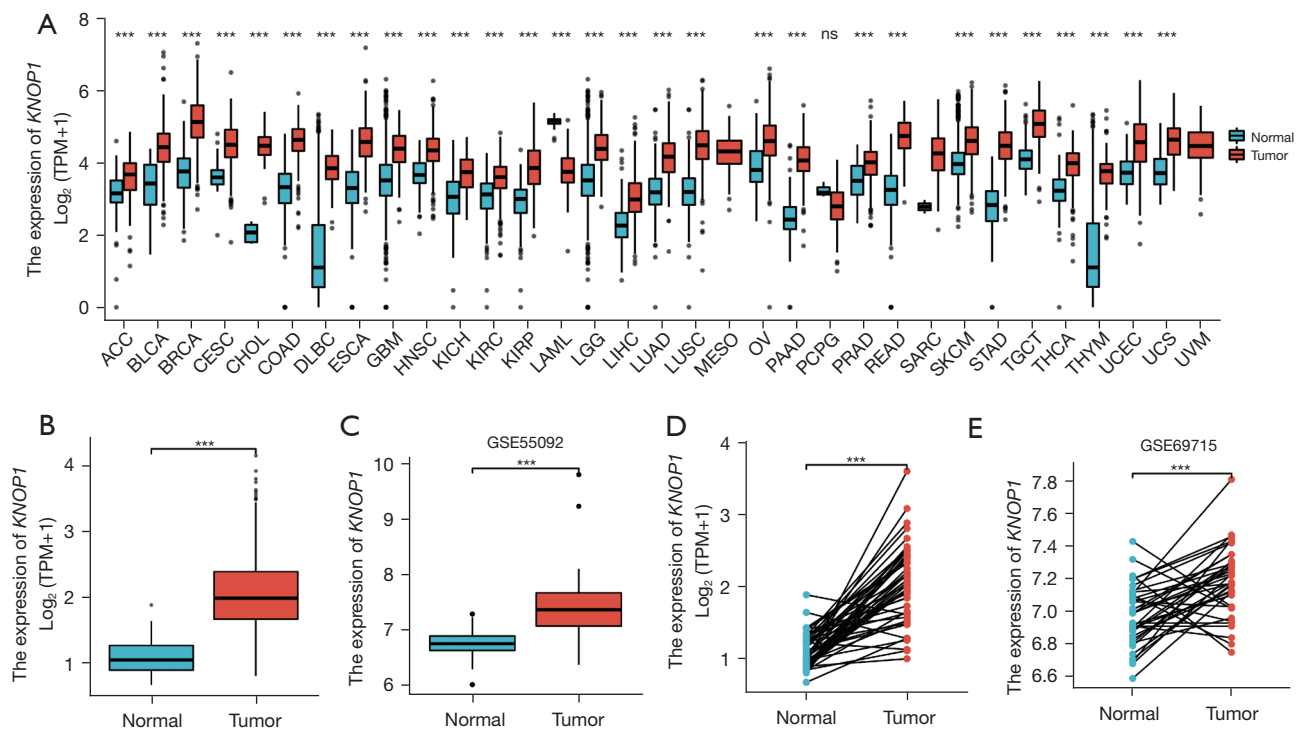 A
The expression of KNOP1
Log₂ (TPM+1)
8
6
4
2
0
*** *** *** *** *** *** *** *** *** *** *** *** *** *** *** *** *** *** *** *** ns *** *** *** *** *** *** *** *** ***
Normal
Tumor
ACC BLCA BRCA CESC CHOL COAD DLBC ESCA GBM HNSC KICH KIRC KIRP LAML LGG LIHC LUAD LUSC MESO OV PAAD PCPG PRAD READ SARC SKCM STAD TGCT THCA THYM UCEC UCS UVM
B
The expression of KNOP1
Log₂ (TPM+1)
4
3
2
1
***
Normal Tumor
C
GSE55092
The expression of KNOP1
10
9
8
7
6
***
Normal Tumor
D
The expression of KNOP1
Log₂ (TPM+1)
4
3
2
1
***
Normal Tumor
E
GSE69715
The expression of KNOP1
7.8
7.6
7.4
7.2
7.0
6.8
6.6
***
Normal Tumor